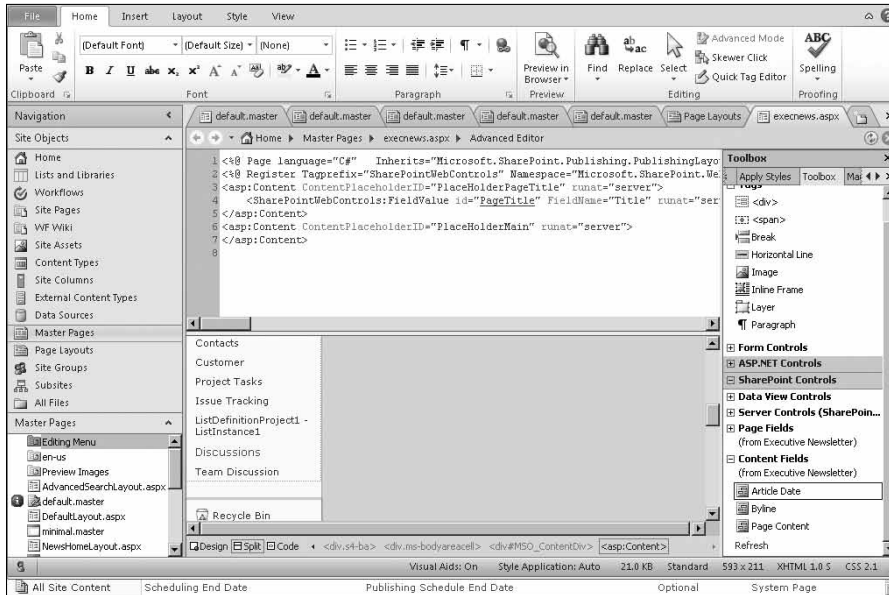 File Home Insert Layout Style View
Paste
Clipboard
(Default Font) (Default Size) (None)
B I U abc x, x² A A ab A
Font
Paragraph
Preview in Browser
Preview
Find
ab ac
Replace
Select
Advanced Mode
Skewer Click
Quick Tag Editor
Editing
ABC
Spelling
Proofing
Navigation
default.master default.master default.master default.master default.master Page Layouts execnews.aspx
Site Objects
Home Master Pages execnews.aspx Advanced Editor
Home
Lists and Libraries
Workflows
Site Pages
WF Wiki
Site Assets
Content Types
Site Columns
External Content Types
Data Sources
Master Pages
Page Layouts
Site Groups
Subsites
All Files
Master Pages
Editing Menu
en-us
Preview Images
AdvancedSearchLayout.aspx
default.master
DefaultLayout.aspx
minimal.master
NewsHomeLayout.aspx
1 <%@ Page language="C#" Inherits="Microsoft.SharePoint.Publishing.PublishingLayo
2 <%@ Register Tagprefix="SharePointWebControls" Namespace="Microsoft.SharePoint.We
3 <asp:Content ContentPlaceholderID="PlaceHolderPageTitle" runat="server">
4 <SharePointWebControls:FieldValue id="PageTitle" FieldName="Title" runat="ser
5 </asp:Content>
6 <asp:Content ContentPlaceholderID="PlaceHolderMain" runat="server">
7 </asp:Content>
8
Contacts
Customer
Project Tasks
Issue Tracking
ListDefinitionProject1 -
ListInstance1
Discussions
Team Discussion
Recycle Bin
Design Split Code <div.s4-ba> <div.ms-bodyareacell> <div#MSO_ContentDiv> <asp:Content>
Toolbox
Apply Styles Toolbox Ma
Tags
<div>
<span>
Break
Horizontal Line
Image
Inline Frame
Layer
Paragraph
Form Controls
ASP.NET Controls
SharePoint Controls
Data View Controls
Server Controls (SharePoin...
Page Fields
(from Executive Newsletter)
Content Fields
(from Executive Newsletter)
Article Date
Byline
Page Content
Refresh
Visual Aids: On Style Application: Auto 21.0 KB Standard 593 x 211 XHTML 1.0 S CSS 2.1
All Site Content Scheduling End Date Publishing Schedule End Date Optional System Page